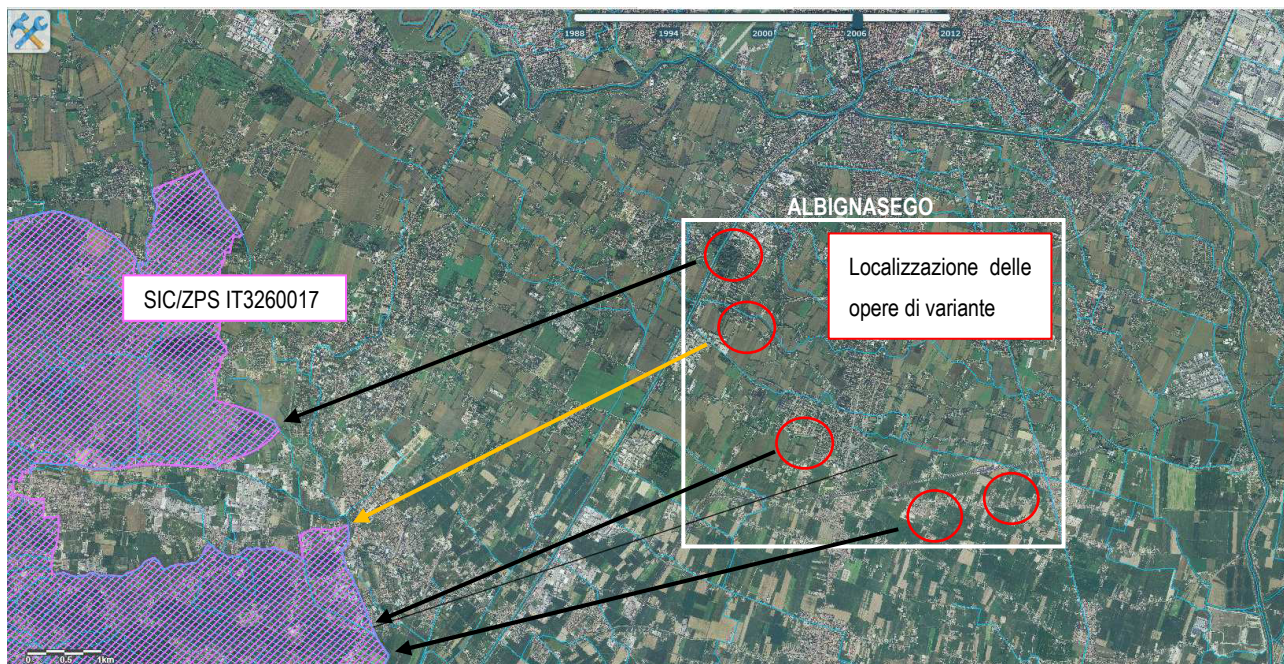 1988 1994 2000 2006 2012
ALBIGNASEGO
Localizzazione delle
opere di variante
SIC/ZPS IT3260017
0 0.5 1km